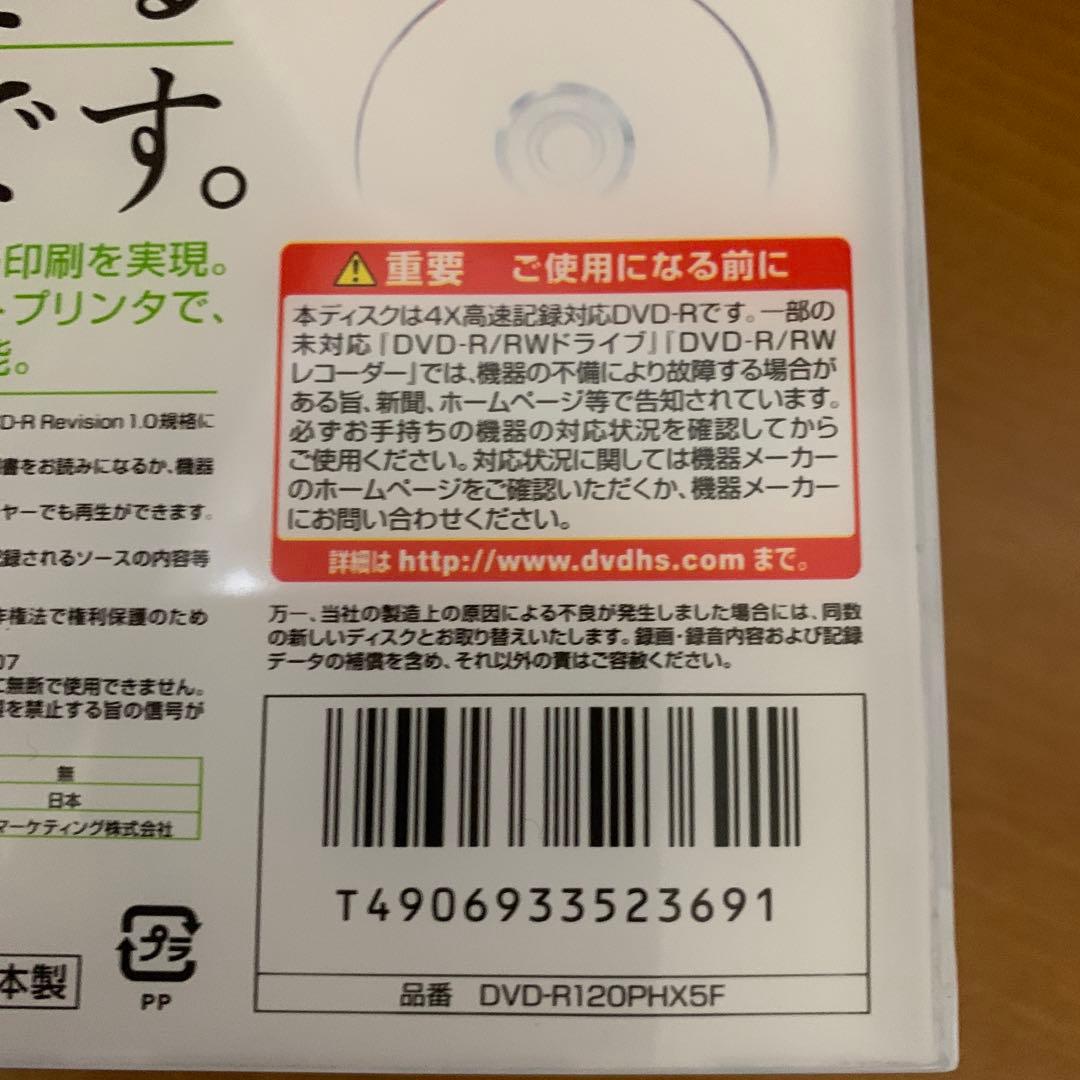 です。
印刷を実現。
プリンタで、
能。
D-R Revision 1.0規格に
書をお読みになるか、機器
ヤーでも再生ができます。
録されるソースの内容等
作権法で権利保護のため
07
に無断で使用できません。
を禁止する旨の信号が
無
日本
マーケティング株式会社
プラ
PP
本製
重要 ご使用になる前に
本ディスクは4X高速記録対応DVD-Rです。一部の
未対応「DVD-R/RWドライブ」「DVD-R/RW
レコーダー」では、機器の不備により故障する場合が
ある旨、新聞、ホームページ等で告知されています。
必ずお手持ちの機器の対応状況を確認してから
ご使用ください。対応状況に関しては機器メーカー
のホームページをご確認いただくか、機器メーカー
にお問い合わせください。
詳細は http://www.dvdhs.com まで。
万一、当社の製造上の原因による不良が発生しました場合には、同数
の新しいディスクとお取り替えいたします。録画・録音内容および記録
データの補償を含め、それ以外の責はご容赦ください。
T4906933523691
品番 DVD-R120PHX5F